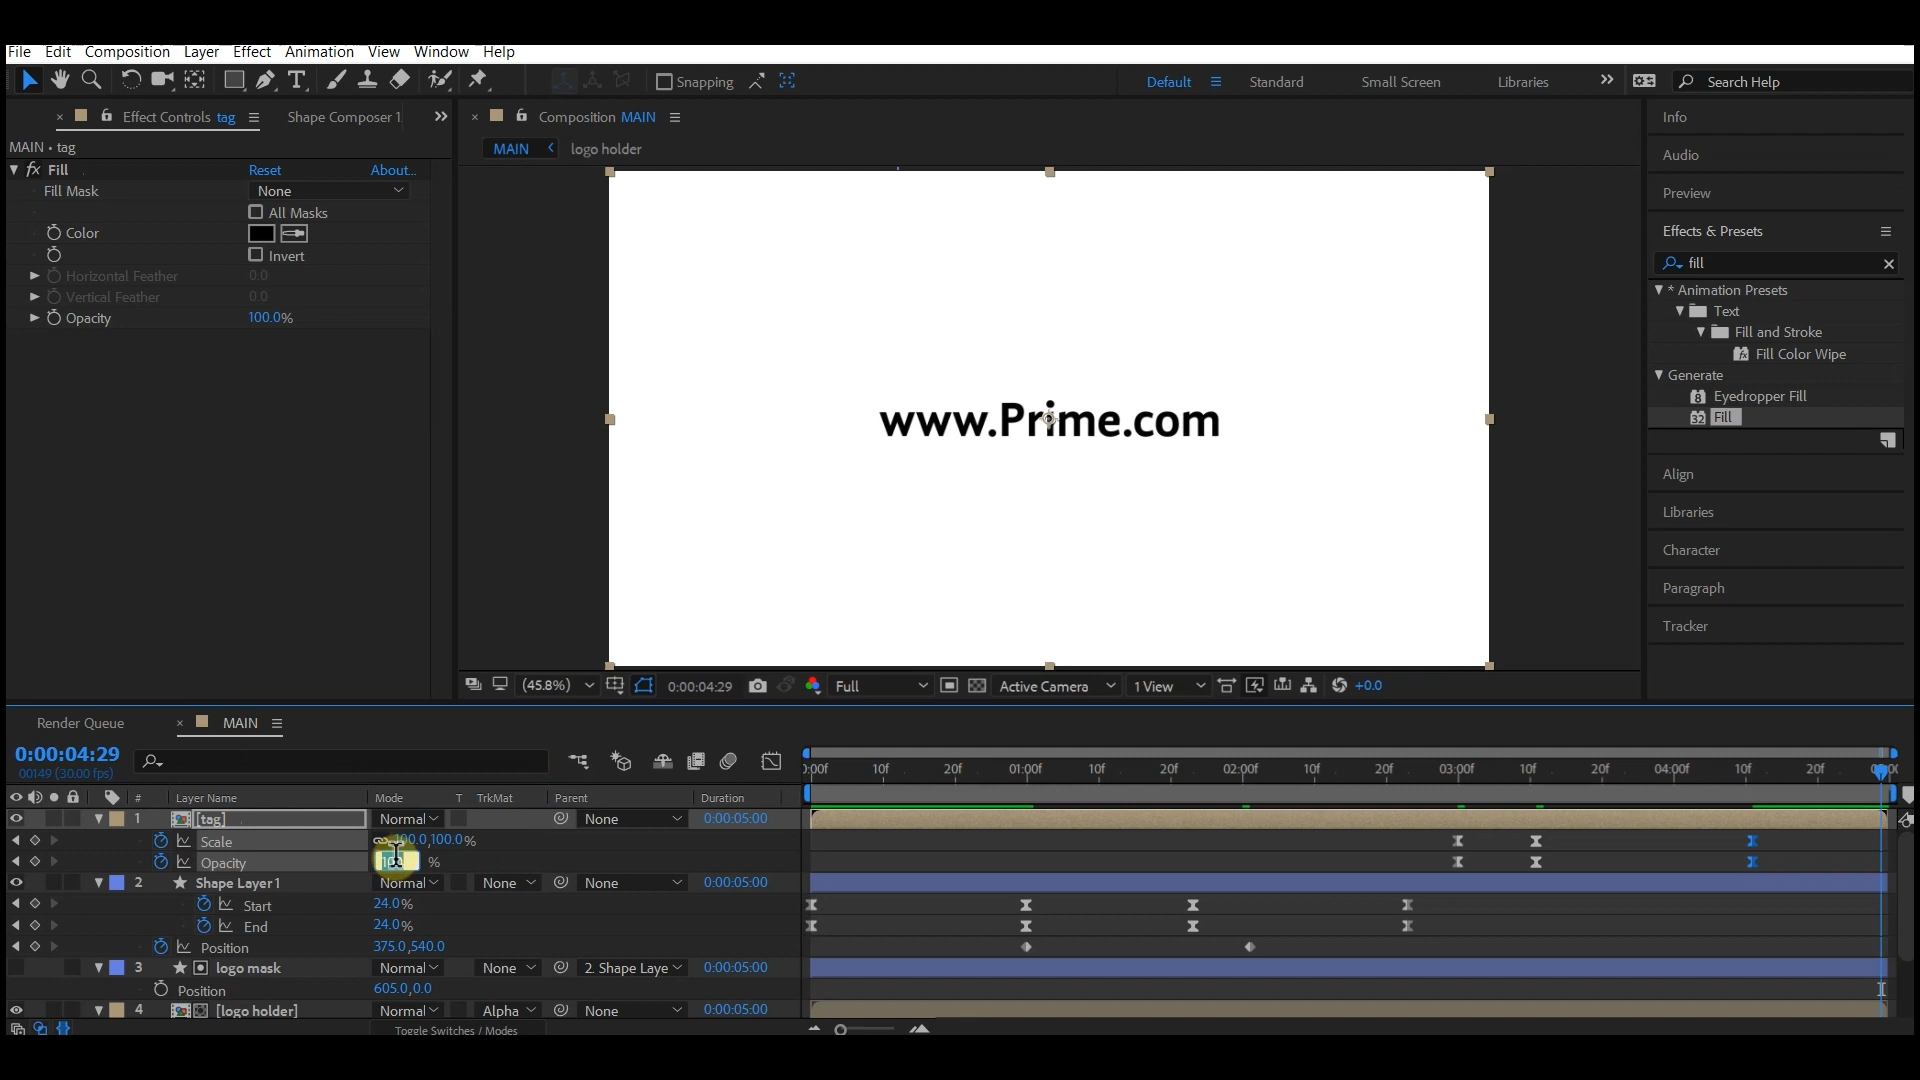 File Edit Composition Layer Effect Animation View Window Help
Snapping Default Standard Small Screen Libraries Search Help
Effect Controls tag Shape Composer 1
Composition MAIN
MAIN • tag
MAIN logo holder
fx Fill Reset About...
Fill Mask None
All Masks
Color
Invert
Horizontal Feather 0.0
Vertical Feather 0.0
Opacity 100.0%
www.Prime.com
(45.8%) 0:00:04:29 Full Active Camera 1 View +0.0
Info
Audio
Preview
Effects & Presets
fill
* Animation Presets
Text
Fill and Stroke
Fill Color Wipe
Generate
Eyedropper Fill
Fill
Align
Libraries
Character
Paragraph
Tracker
Render Queue MAIN
0:00:04:29
00149 (30.00 fps)
0:00f 10f 20f 01:00f 10f 20f 02:00f 10f 20f 03:00f 10f 20f 04:00f 10f 20f
# Layer Name Mode T TrkMat Parent Duration
1 [tag] Normal None 0:00:05:00
Scale 100.0,100.0%
Opacity %
2 Shape Layer 1 Normal None None 0:00:05:00
Start 24.0%
End 24.0%
Position 375.0,540.0
3 logo mask Normal None 2. Shape Laye 0:00:05:00
Position 605.0,0.0
4 [logo holder] Normal Alpha None 0:00:05:00
Toggle Switches / Modes